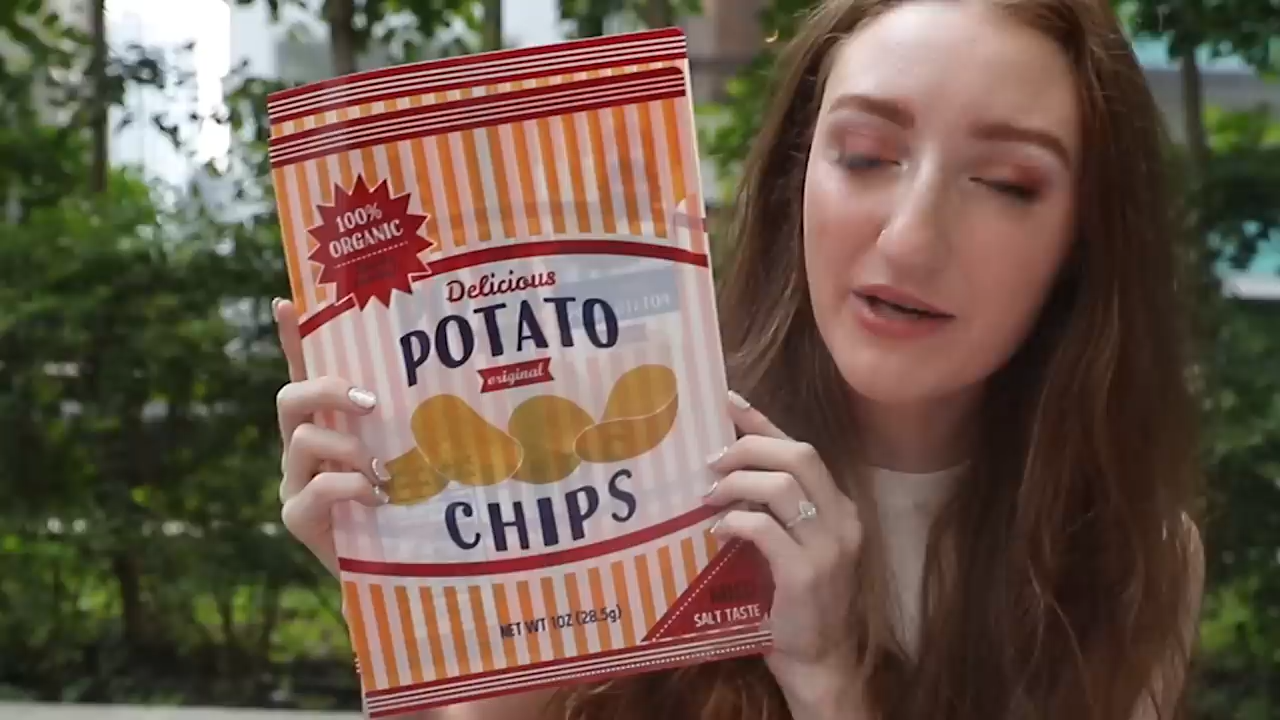 100%
ORGANIC
Delicious
POTATO
original
CHIPS
NET WT 1OZ (28.5g)
SALT TASTE